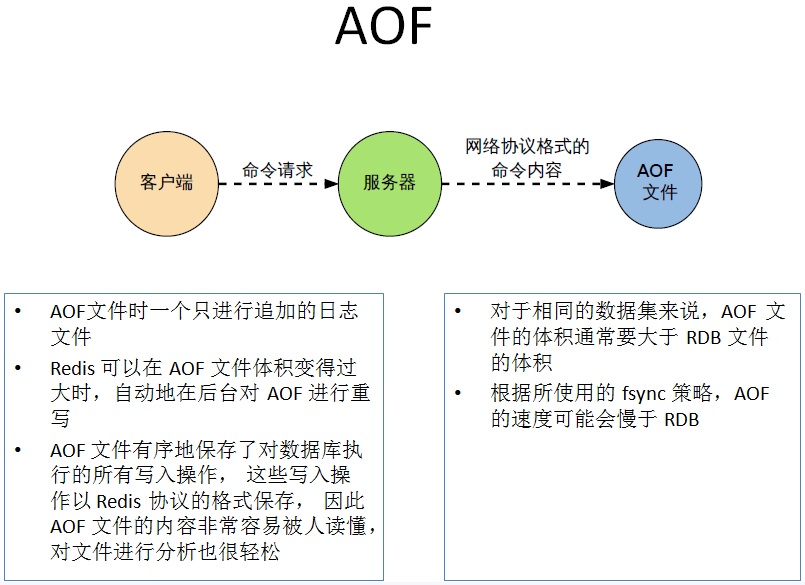 AOF
客户端
命令请求
服务器
网络协议格式的
命令内容
AOF
文件
• AOF文件时一个只进行追加的日志
文件
• Redis 可以在 AOF 文件体积变得过
大时，自动地在后台对 AOF 进行重
写
• AOF 文件有序地保存了对数据库执
行的所有写入操作， 这些写入操
作以 Redis 协议的格式保存， 因此
AOF 文件的内容非常容易被人读懂，
对文件进行分析也很轻松
• 对于相同的数据集来说，AOF 文
件的体积通常要大于 RDB 文件
的体积
• 根据所使用的 fsync 策略，AOF
的速度可能会慢于 RDB